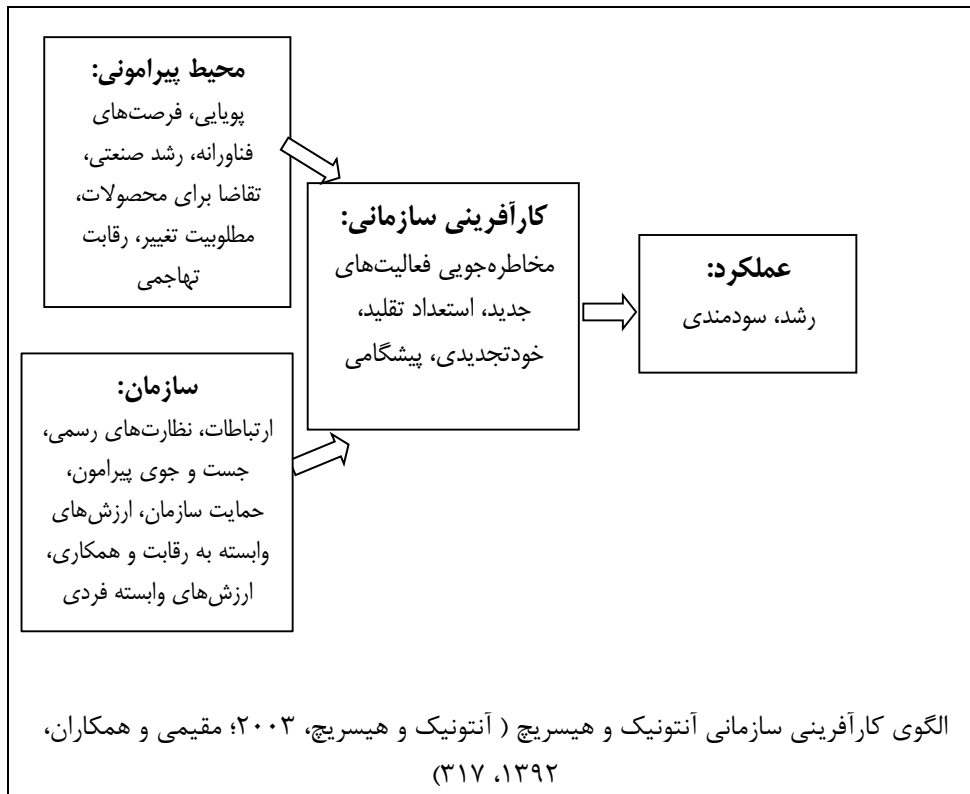 محیط پیرامونی:
پویایی، فرصت‌های
فناورانه، رشد صنعتی،
تقاضا برای محصولات،
مطلوبیت تغییر، رقابت
تهاجمی
کارآفرینی سازمانی:
مخاطره‌جویی فعالیت‌های
جدید، استعداد تقلید،
خودتجدیدی، پیشگامی
عملکرد:
رشد، سودمندی
سازمان:
ارتباطات، نظارت‌های رسمی،
جست و جوی پیرامون،
حمایت سازمان، ارزش‌های
وابسته به رقابت و همکاری،
ارزش‌های وابسته فردی
الگوی کارآفرینی سازمانی آنتونیک و هیسریچ ( آنتونیک و هیسریچ، ۲۰۰۳؛ مقیمی و همکاران،
۱۳۹۲، ۳۱۷)